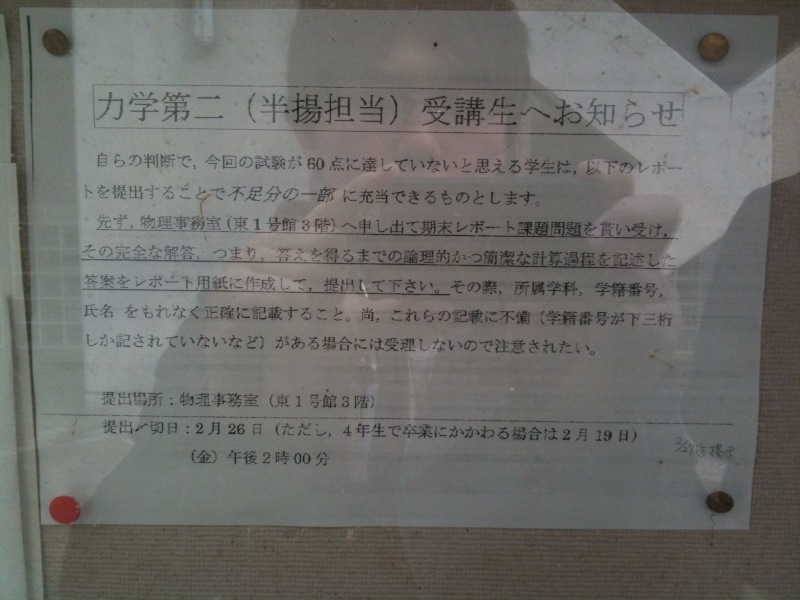 力学第二（半揚担当）受講生へお知らせ
自らの判断で，今回の試験が 60 点に達していないと思える学生は，以下のレポー
トを提出することで不足分の一部 に充当できるものとします。
先ず，物理事務室（東１号館３階）へ申し出て期末レポート課題問題を貰い受け，
その完全な解答，つまり，答えを得るまでの論理的かつ簡潔な計算過程を記述した
答案をレポート用紙に作成して，提出して下さい。その際，所属学科，学籍番号，
氏名 をもれなく正確に記載すること。尚，これらの記載に不備（学籍番号が下三桁
しか記されていないなど）がある場合には受理しないので注意されたい。
提出場所：物理事務室（東１号館３階）
提出〆切日：２月 26 日（ただし，４年生で卒業にかかわる場合は２月 19 日）
（金）午後２時 00 分